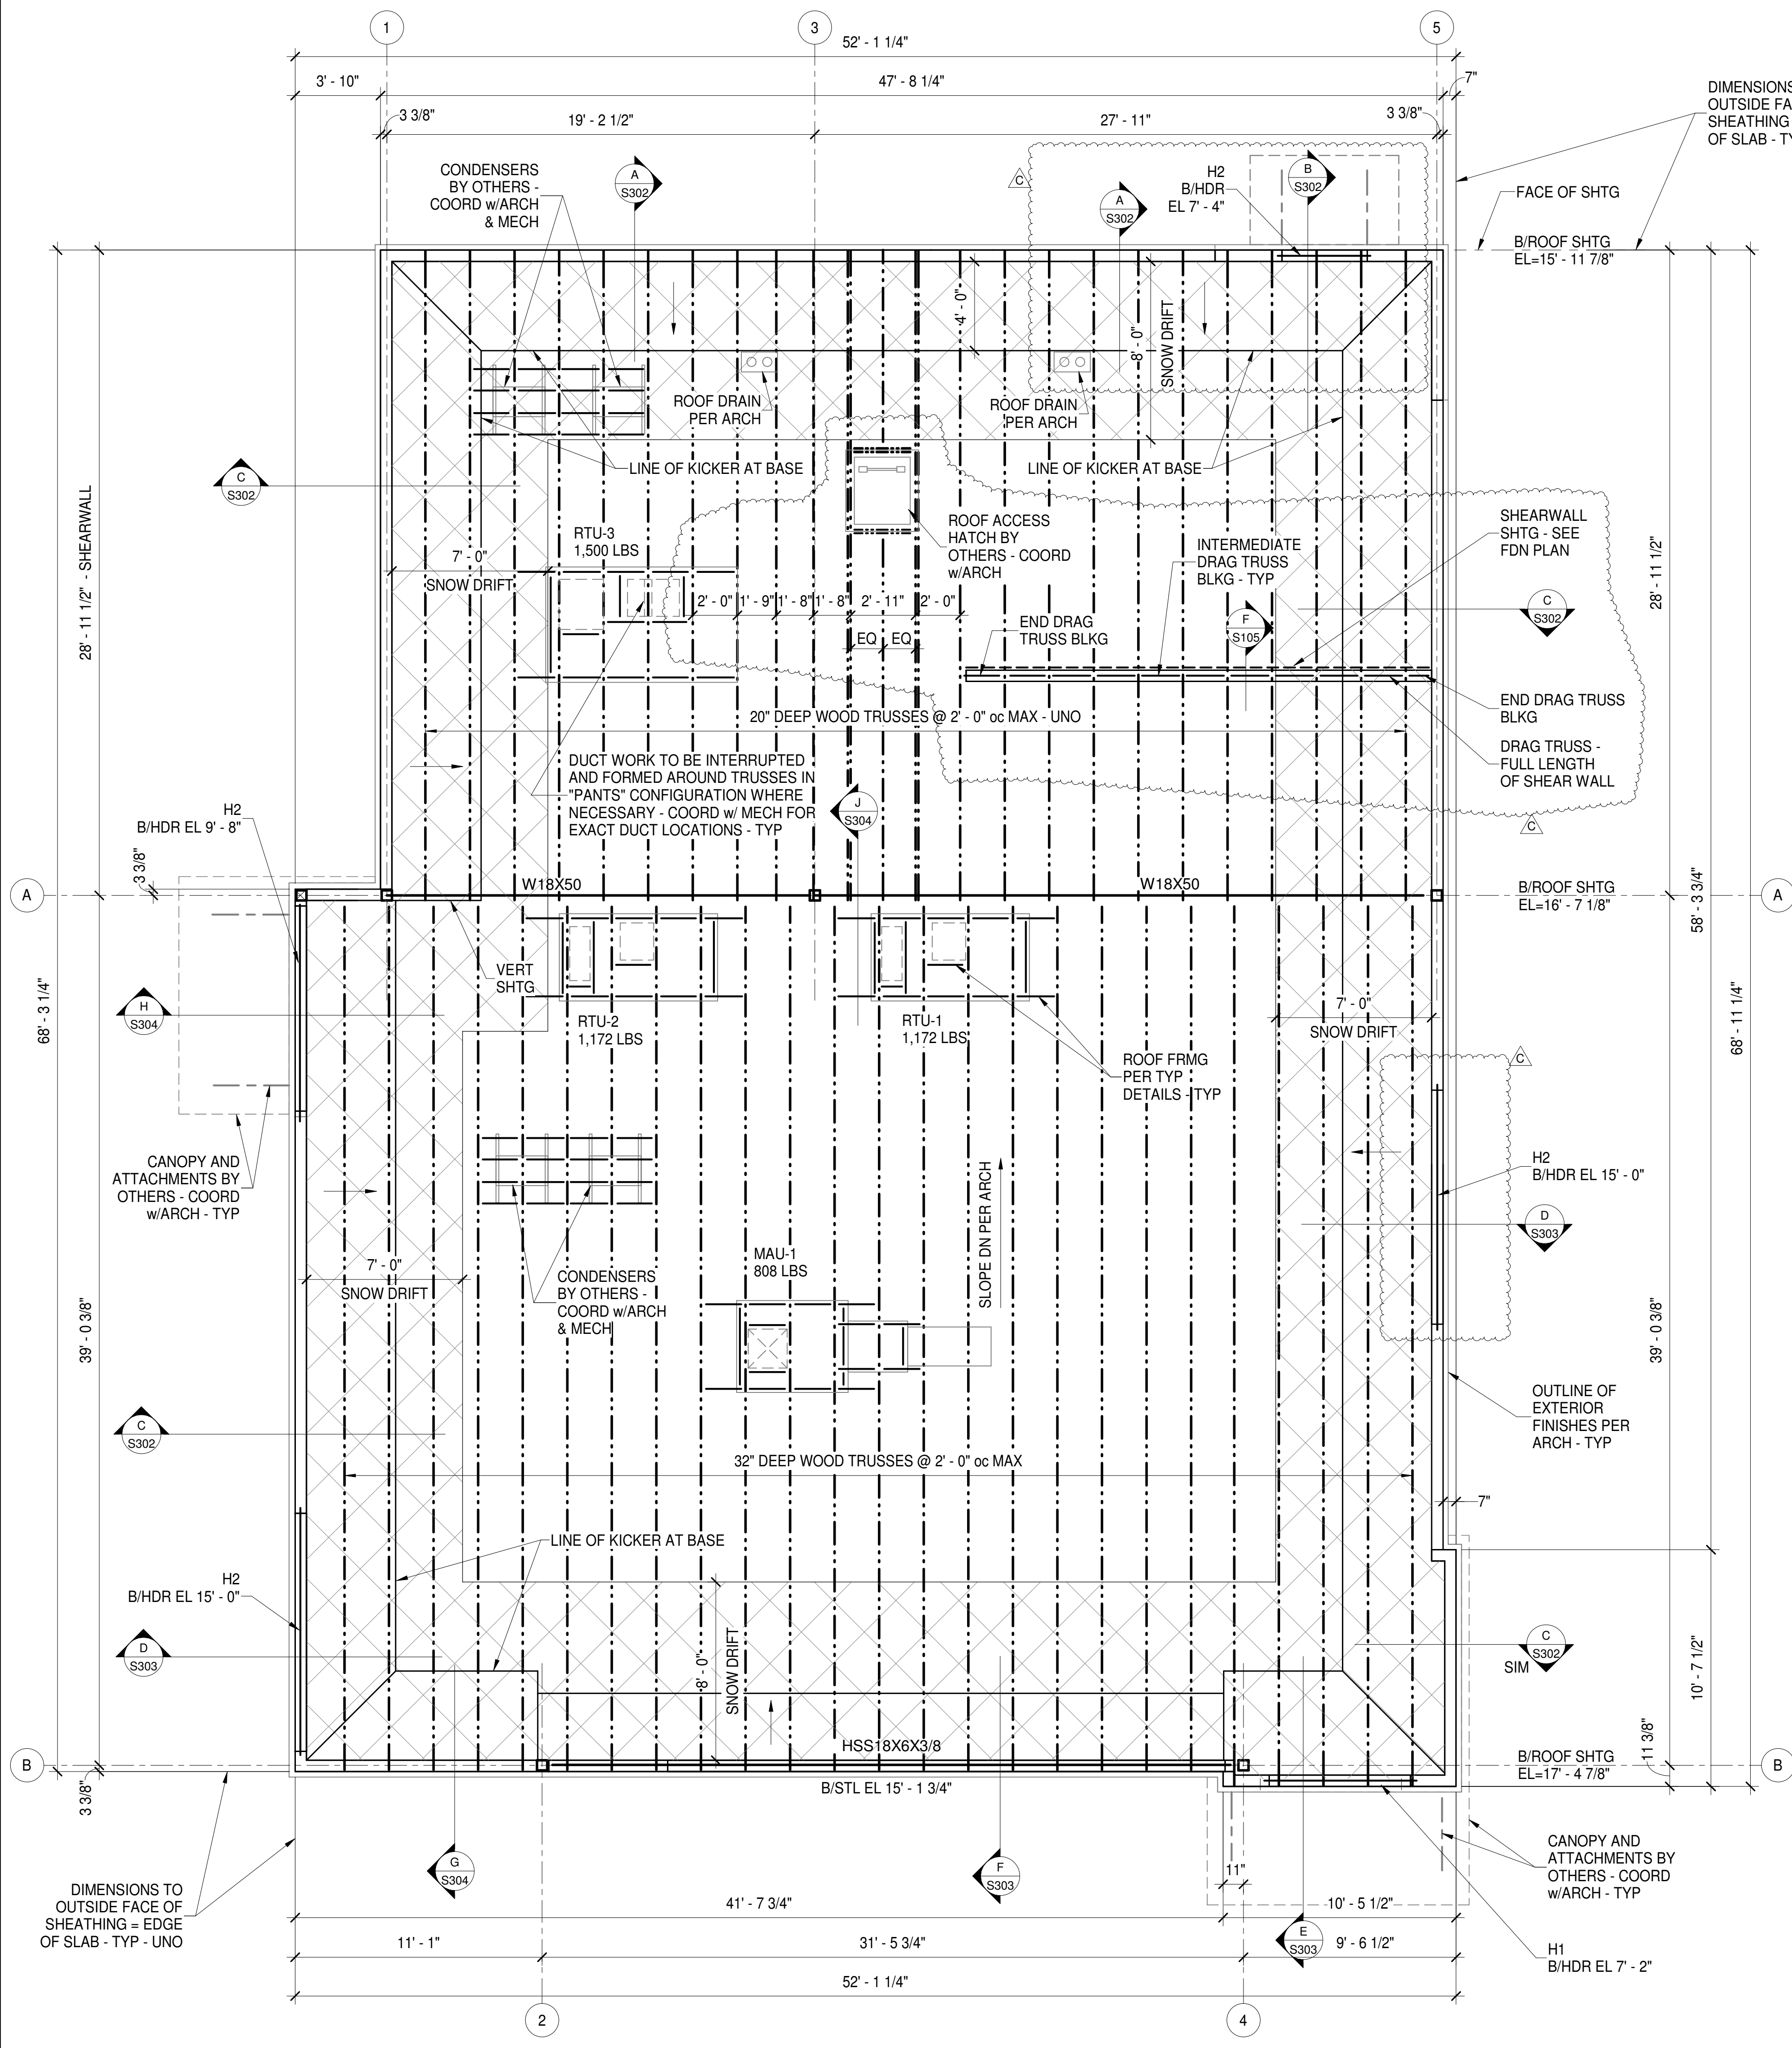 1
3
5
52' - 1 1/4"
3' - 10"
47' - 8 1/4"
7"
3 3/8"
19' - 2 1/2"
27' - 11"
3 3/8"
DIMENSIONS
OUTSIDE
SHEATHING
OF SLAB -
CONDENSERS
BY OTHERS -
COORD w/ARCH
& MECH
A
S302
C
A
S302
H2
B/HDR
EL 7' - 4"
B
S302
FACE OF SHTG
B/ROOF SHTG
EL=15' - 11 7/8"
4' - 0"
8' - 0"
SNOW DRIFT
ROOF DRAIN
PER ARCH
ROOF DRAIN
PER ARCH
LINE OF KICKER AT BASE
LINE OF KICKER AT BASE
C
S302
28' - 11 1/2" - SHEARWALL
RTU-3
1,500 LBS
7' - 0"
SNOW DRIFT
ROOF ACCESS
HATCH BY
OTHERS - COORD
w/ARCH
INTERMEDIATE
DRAG TRUSS
BLKG - TYP
SHEARWALL
SHTG - SEE
FDN PLAN
28' - 11 1/2"
2' - 0"
1' - 9"
1' - 8"
1' - 8"
2' - 11"
2' - 0"
EQ
EQ
END DRAG
TRUSS BLKG
F
S105
C
S302
20" DEEP WOOD TRUSSES @ 2' - 0" oc MAX - UNO
END DRAG TRUSS
BLKG
DRAG TRUSS -
FULL LENGTH
OF SHEAR WALL
DUCT WORK TO BE INTERRUPTED
AND FORMED AROUND TRUSSES IN
"PANTS" CONFIGURATION WHERE
NECESSARY - COORD w/ MECH FOR
EXACT DUCT LOCATIONS - TYP
J
S304
C
H2
B/HDR EL 9' - 8"
3 3/8"
A
W18X50
W18X50
B/ROOF SHTG
EL=16' - 7 1/8"
A
58' - 3 3/4"
VERT
SHTG
H
S304
68' - 3 1/4"
RTU-2
1,172 LBS
RTU-1
1,172 LBS
7' - 0"
SNOW DRIFT
68' - 11 1/4"
ROOF FRMG
PER TYP
DETAILS - TYP
C
CANOPY AND
ATTACHMENTS BY
OTHERS - COORD
w/ARCH - TYP
SLOPE DN PER ARCH
H2
B/HDR EL 15' - 0"
D
S303
7' - 0"
SNOW DRIFT
CONDENSERS
BY OTHERS -
COORD w/ARCH
& MECH
MAU-1
808 LBS
39' - 0 3/8"
39' - 0 3/8"
OUTLINE OF
EXTERIOR
FINISHES PER
ARCH - TYP
C
S302
32" DEEP WOOD TRUSSES @ 2' - 0" oc MAX
7"
LINE OF KICKER AT BASE
H2
B/HDR EL 15' - 0"
D
S303
8' - 0"
SNOW DRIFT
C
S302
SIM
10' - 7 1/2"
11 3/8"
B
HSS18X6X3/8
B/STL EL 15' - 1 3/4"
B/ROOF SHTG
EL=17' - 4 7/8"
B
3 3/8"
G
S304
F
S303
11"
CANOPY AND
ATTACHMENTS BY
OTHERS - COORD
w/ARCH - TYP
DIMENSIONS TO
OUTSIDE FACE OF
SHEATHING = EDGE
OF SLAB - TYP - UNO
41' - 7 3/4"
10' - 5 1/2"
11' - 1"
31' - 5 3/4"
E
S303
9' - 6 1/2"
H1
B/HDR EL 7' - 2"
52' - 1 1/4"
2
4